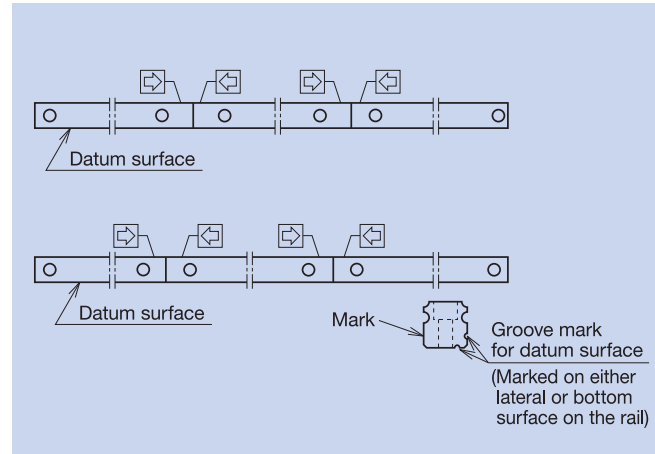 Datum surface
Datum surface
Mark
Groove mark
for datum surface
(Marked on either
lateral or bottom
surface on the rail)